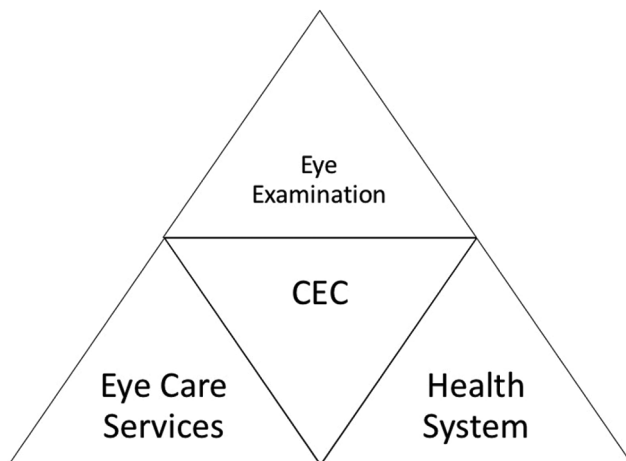 Eye
Examination
CEC
Eye Care
Services
Health
System